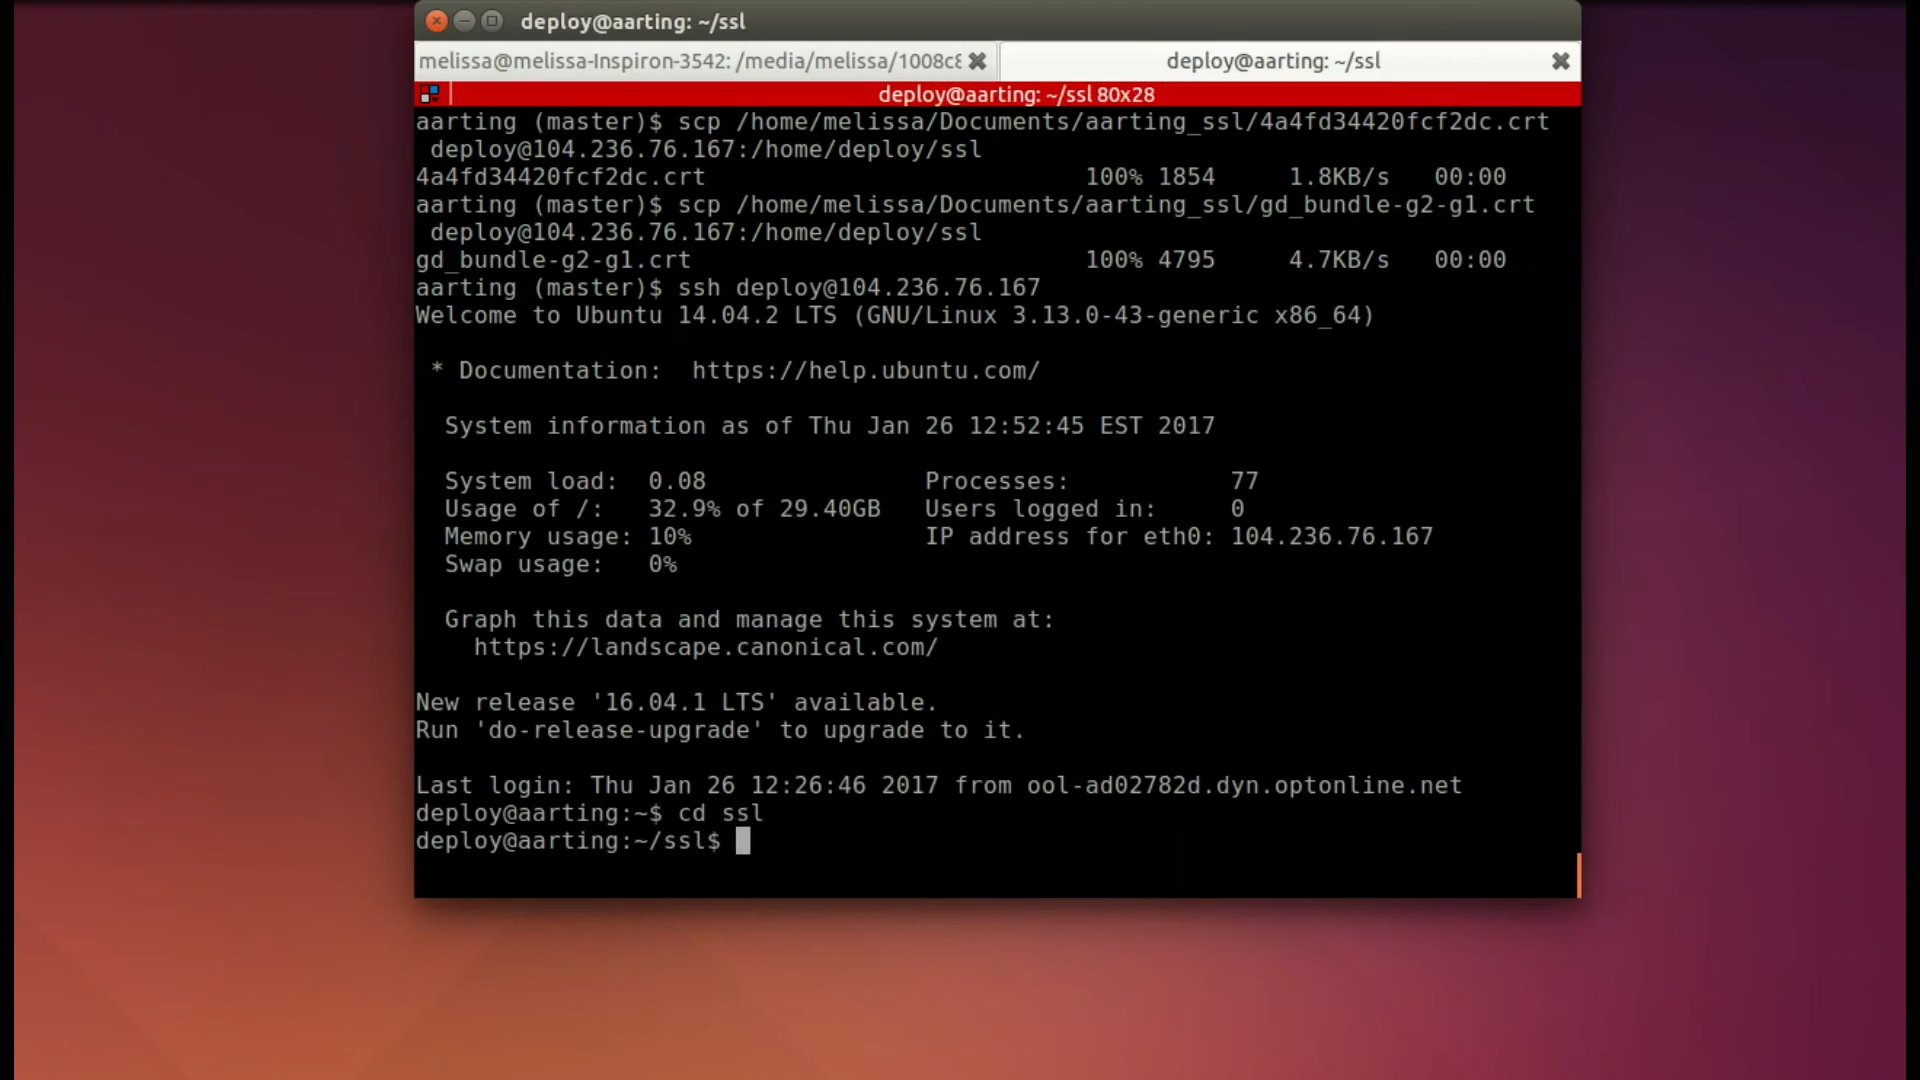 deploy@aarting: ~/ssl
melissa@melissa-Inspiron-3542: /media/melissa/1008c8
deploy@aarting: ~/ssl
deploy@aarting: ~/ssl 80x28
aarting (master)$ scp /home/melissa/Documents/aarting_ssl/4a4fd34420fcf2dc.crt
deploy@104.236.76.167:/home/deploy/ssl
4a4fd34420fcf2dc.crt 100% 1854 1.8KB/s 00:00
aarting (master)$ scp /home/melissa/Documents/aarting_ssl/gd_bundle-g2-g1.crt
deploy@104.236.76.167:/home/deploy/ssl
gd_bundle-g2-g1.crt 100% 4795 4.7KB/s 00:00
aarting (master)$ ssh deploy@104.236.76.167
Welcome to Ubuntu 14.04.2 LTS (GNU/Linux 3.13.0-43-generic x86_64)
* Documentation: https://help.ubuntu.com/
System information as of Thu Jan 26 12:52:45 EST 2017
System load: 0.08 Processes: 77
Usage of /: 32.9% of 29.40GB Users logged in: 0
Memory usage: 10% IP address for eth0: 104.236.76.167
Swap usage: 0%
Graph this data and manage this system at:
https://landscape.canonical.com/
New release '16.04.1 LTS' available.
Run 'do-release-upgrade' to upgrade to it.
Last login: Thu Jan 26 12:26:46 2017 from ool-ad02782d.dyn.optonline.net
deploy@aarting:~$ cd ssl
deploy@aarting:~/ssl$